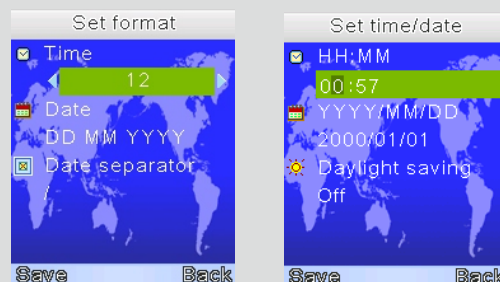 Set format
Time
12
Date
DD MM YYYY
Date separator
/
Save Back
Set time/date
HH:MM
00:57
YYYY/MM/DD
2000/01/01
Daylight saving
Off
Save Back